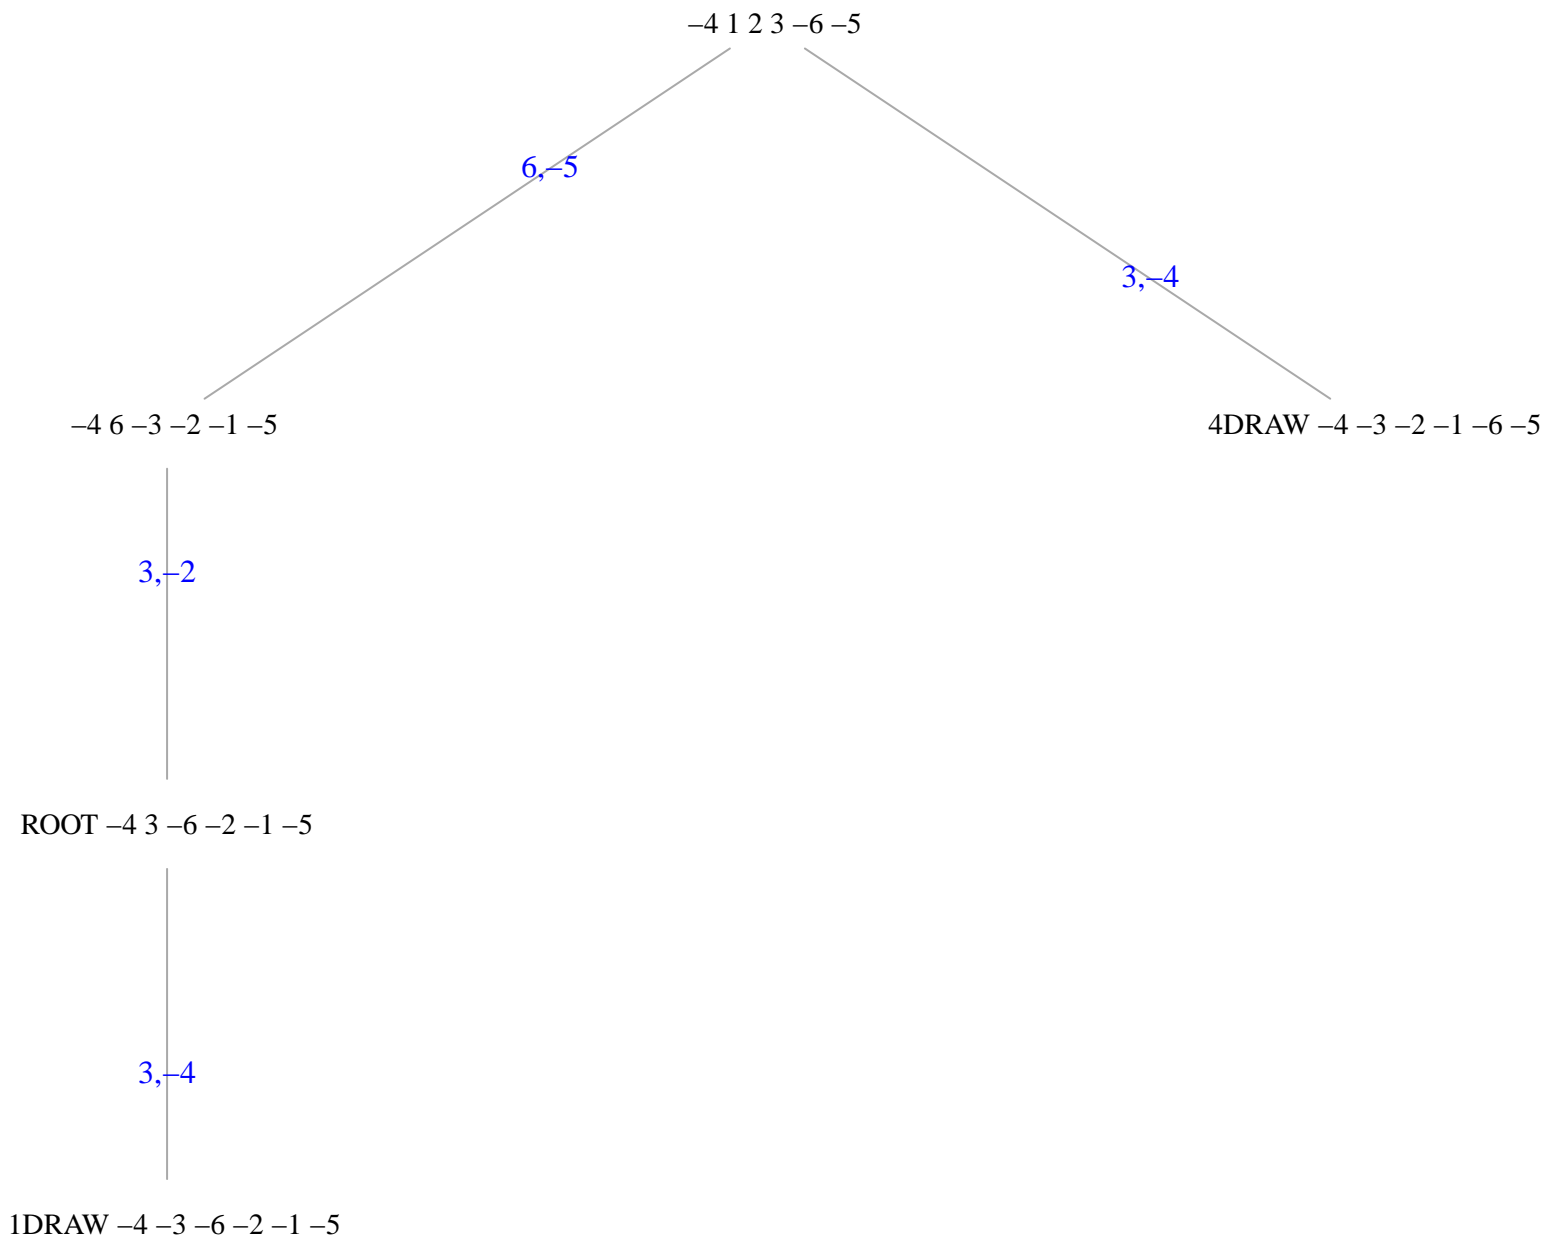 –4 1 2 3 –6 –5
6,–5
3,–4
–4 6 –3 –2 –1 –5
4DRAW –4 –3 –2 –1 –6 –5
3,–2
ROOT –4 3 –6 –2 –1 –5
3,–4
1DRAW –4 –3 –6 –2 –1 –5